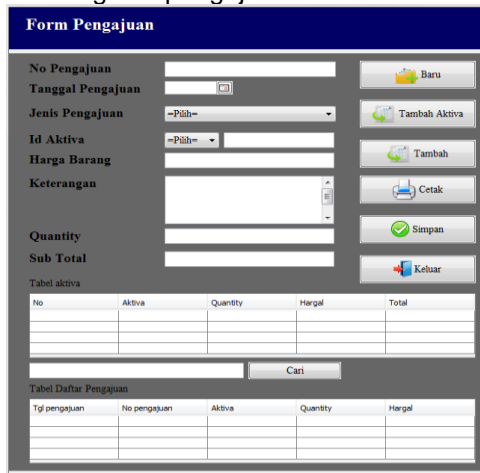 Form Pengajuan
No Pengajuan
Baru
Tanggal Pengajuan
Jenis Pengajuan =Pilih=
Tambah Aktiva
Id Aktiva =Pilih=
Harga Barang
Tambah
Keterangan
Cetak
Quantity
Simpan
Sub Total
Keluar
Tabel aktiva
No Aktiva Quantity Hargal Total
Cari
Tabel Daftar Pengajuan
Tgl pengajuan No pengajuan Aktiva Quantity Hargal